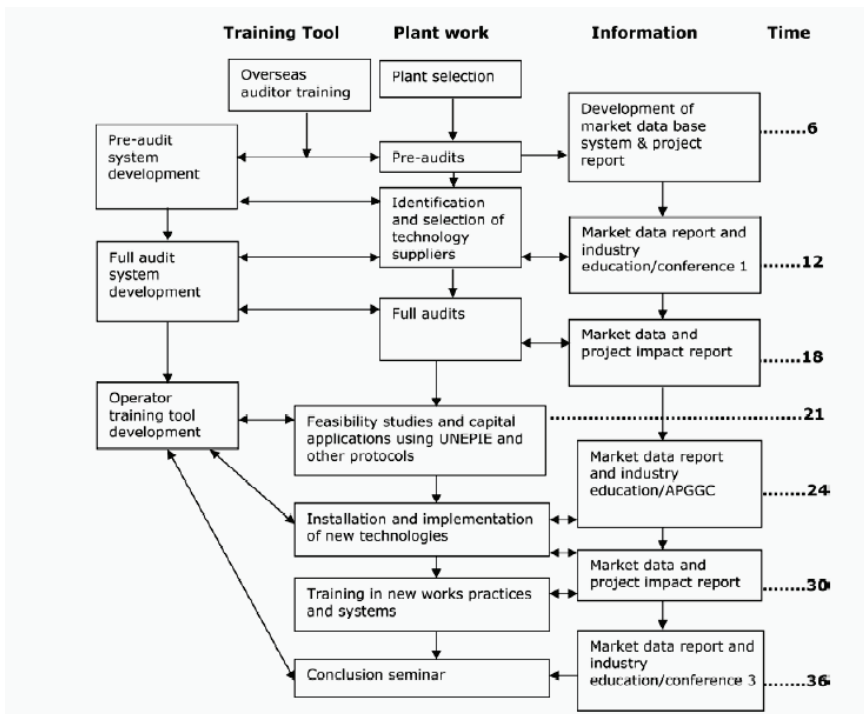 Training Tool Plant work Information Time
Overseas
auditor training
Plant selection
Development of
market data base
system & project
report
.........6
Pre-audit
system
development
Pre-audits
Identification
and selection of
technology
suppliers
Market data report and
industry
education/conference 1
.......12
Full audit
system
development
Full audits
Market data and
project impact report
.......18
Operator
training tool
development
Feasibility studies and capital
applications using UNEPIE and
other protocols
21
Market data report
and industry
education/APGGC
........24
Installation and implementation
of new technologies
Market data and
project impact report
........30
Training in new works practices
and systems
Market data report and
industry
education/conference 3
........36
Conclusion seminar